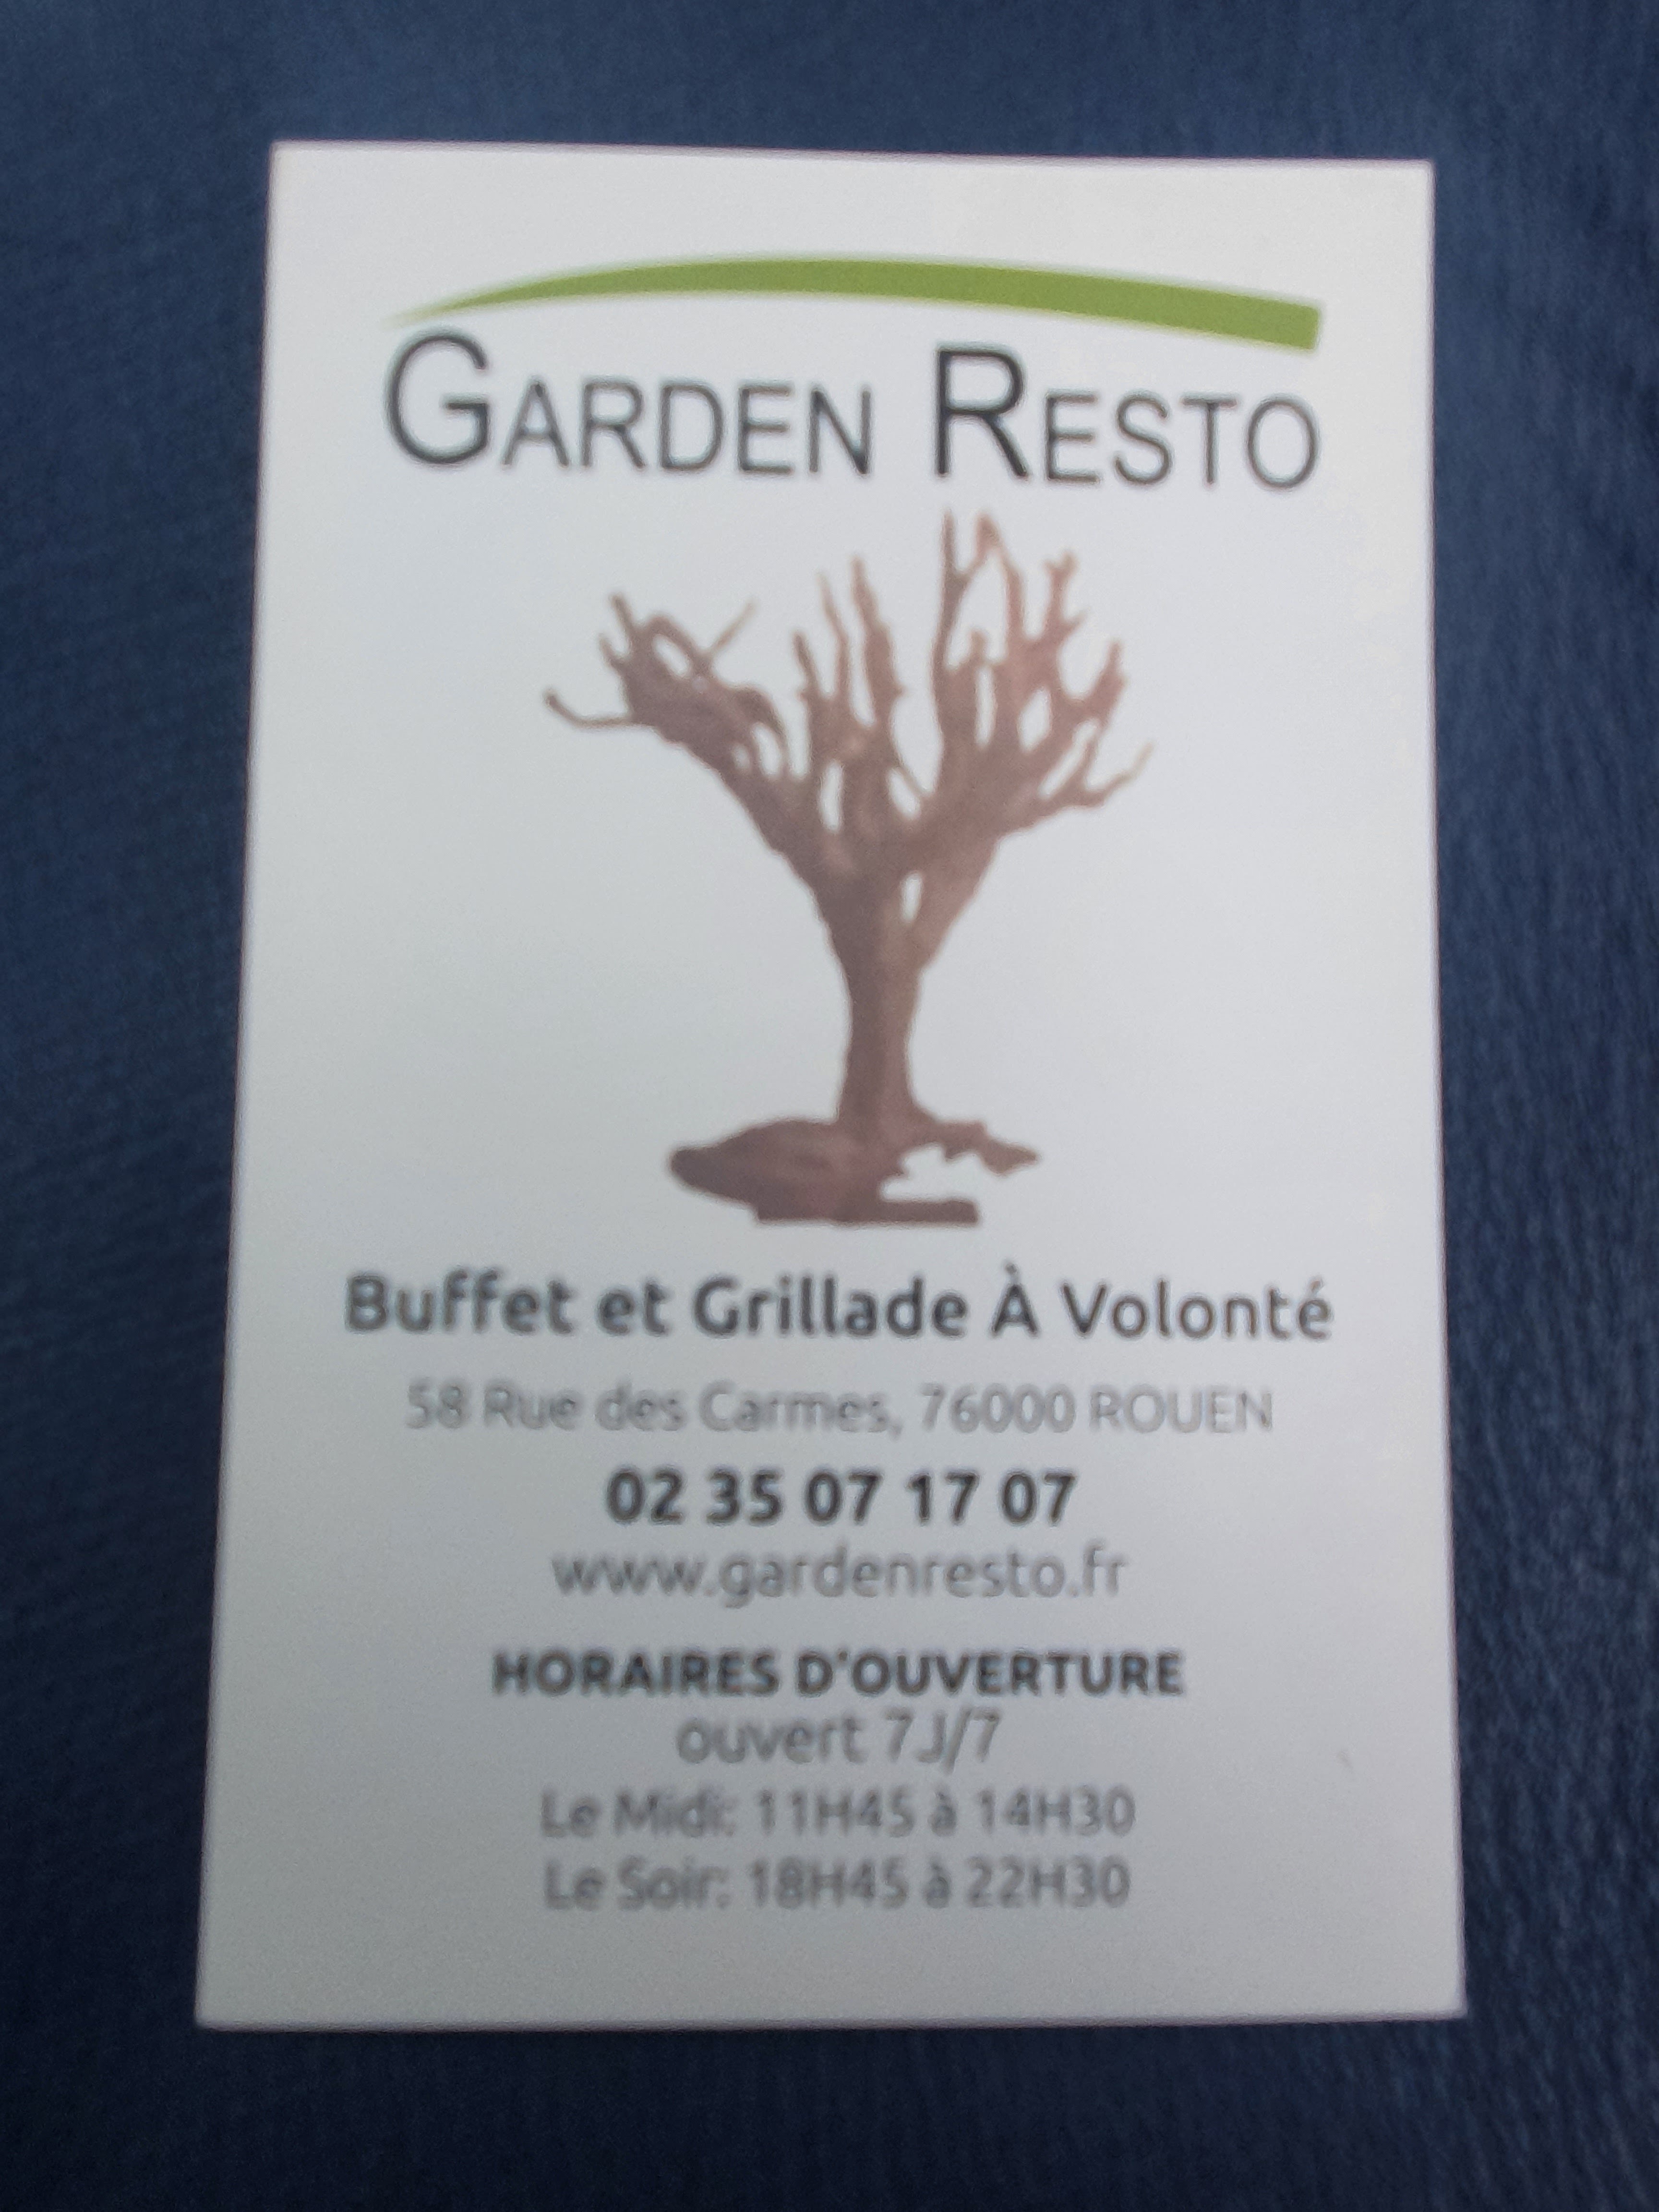 GARDEN RESTO
Buffet et Grillade À Volonté
58 Rue des Carmes, 76000 ROUEN
02 35 07 17 07
www.gardenresto.fr
HORAIRES D'OUVERTURE
ouvert 7J/7
Le Midi: 11H45 à 14H30
Le Soir: 18H45 à 22H30